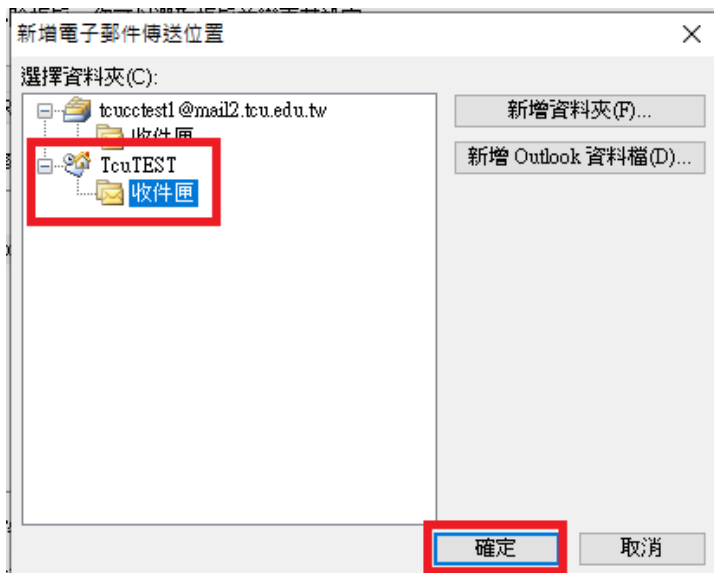 新增電子郵件傳送位置
選擇資料夾(C):
tcucctest1@mail2.tcu.edu.tw
收件匣
TcuTEST
收件匣
新增資料夾(F)...
新增 Outlook 資料檔(D)...
確定
取消